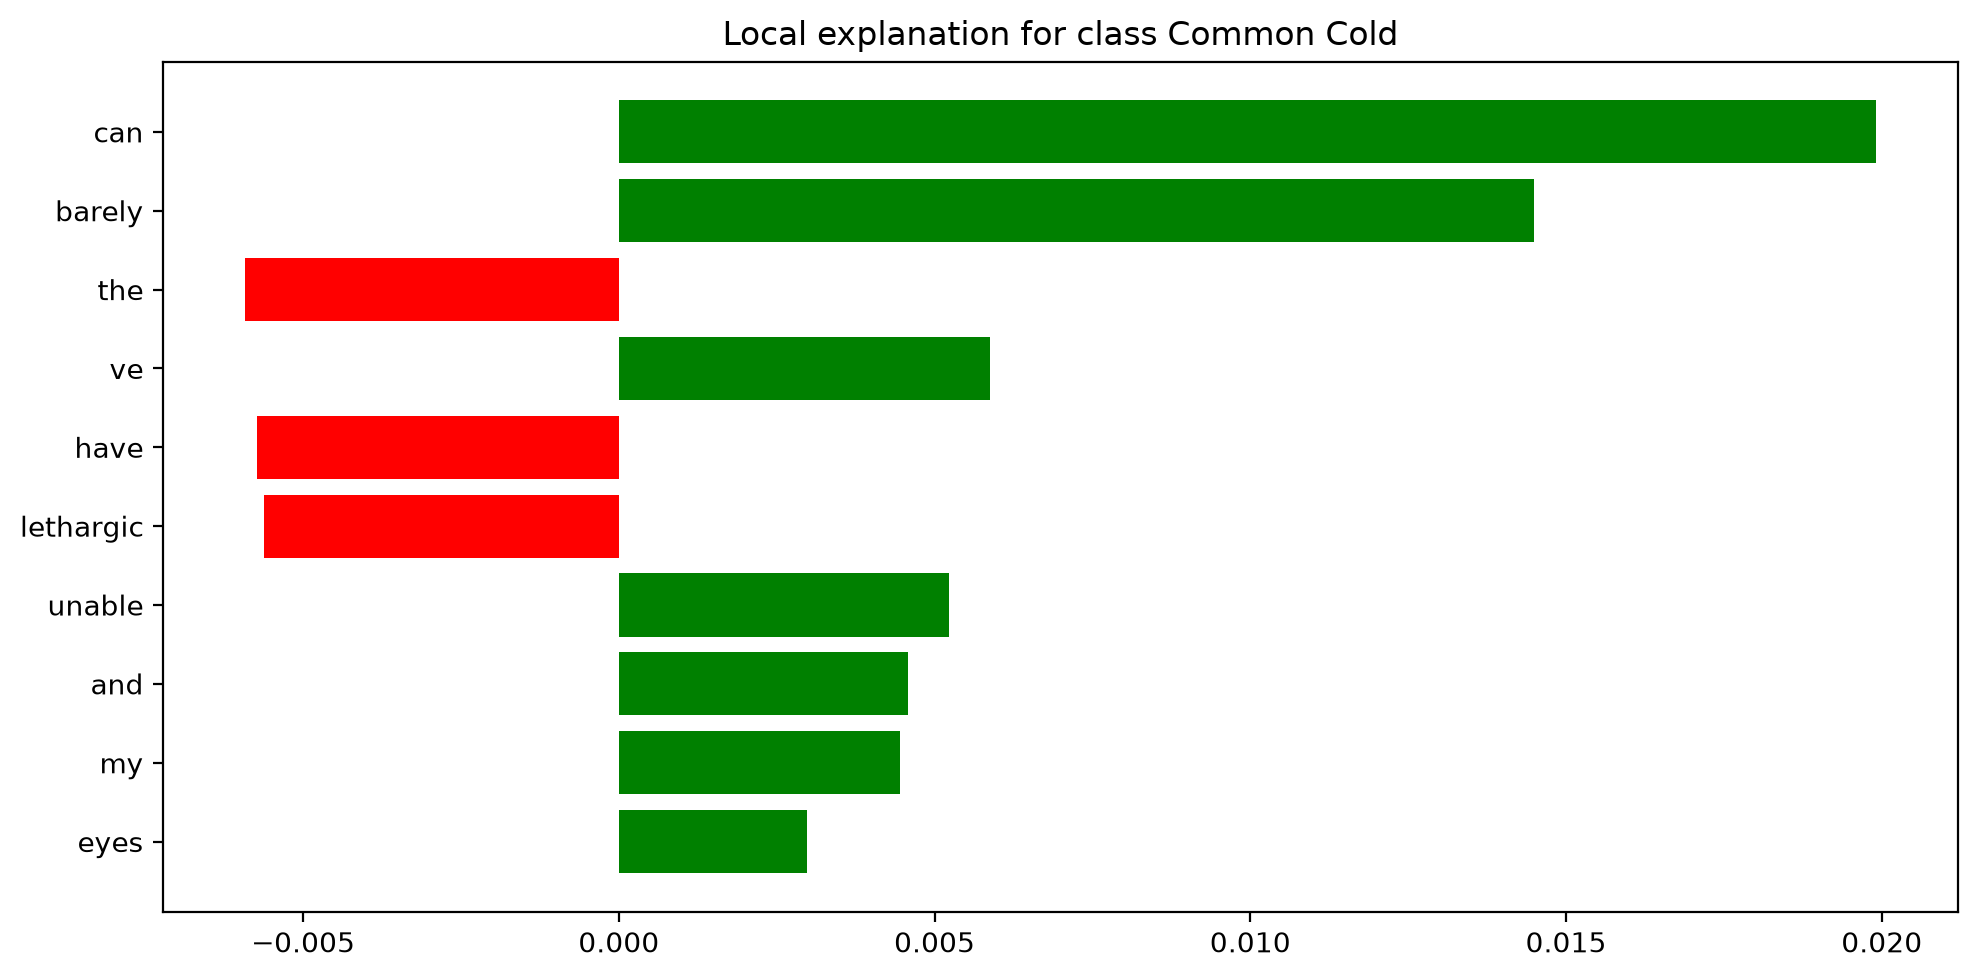 Local explanation for class Common Cold
can
barely
the
ve
have
lethargic
unable
and
my
eyes
−0.005 0.000 0.005 0.010 0.015 0.020